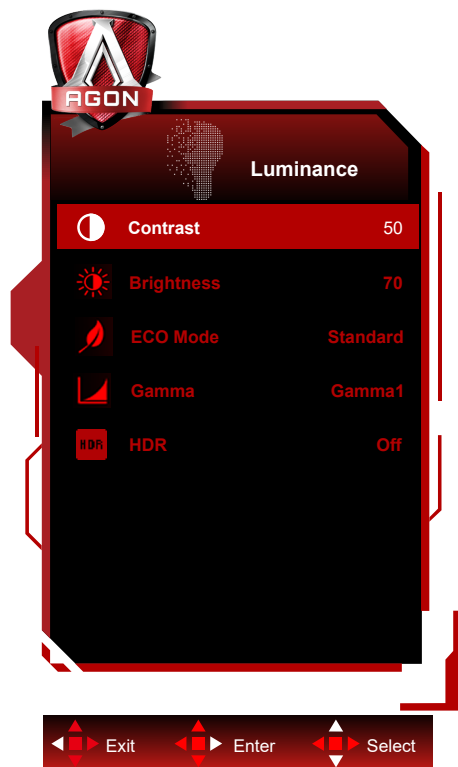 AGON
Luminance
Contrast 50
Brightness 70
ECO Mode Standard
Gamma Gamma1
HDR HDR Off
Exit Enter Select